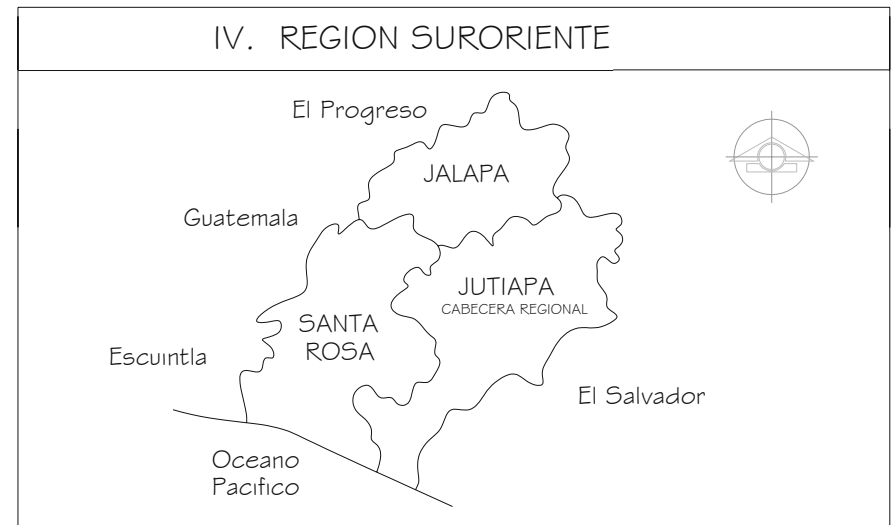 IV. REGION SURORIENTE
El Progreso
JALAPA
Guatemala
JUTIAPA
CABECERA REGIONAL
SANTA
ROSA
Escuintla
El Salvador
Oceano
Pacifico